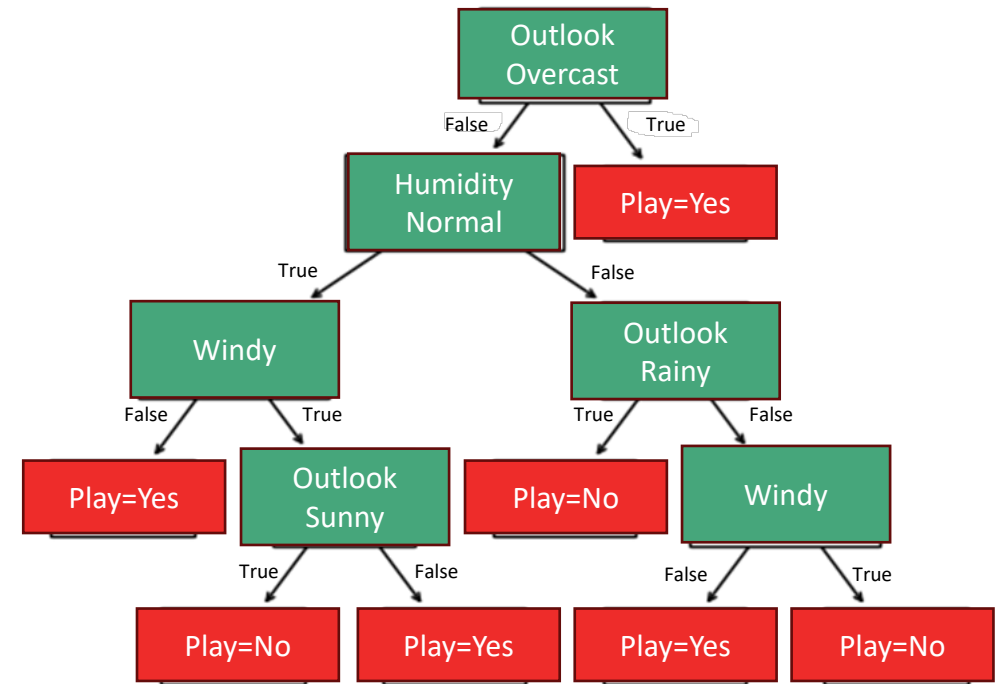 Outlook
Overcast
False
True
Humidity
Normal
Play=Yes
True
False
Windy
Outlook
Rainy
False
True
True
False
Play=Yes
Outlook
Sunny
Play=No
Windy
True
False
False
True
Play=No
Play=Yes
Play=Yes
Play=No